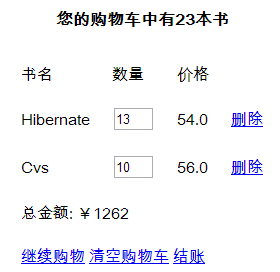 您的购物车中有23本书
书名 数量 价格
Hibernate 13 54.0 删除
Cvs 10 56.0 删除
总金额: ￥1262
继续购物 清空购物车 结账